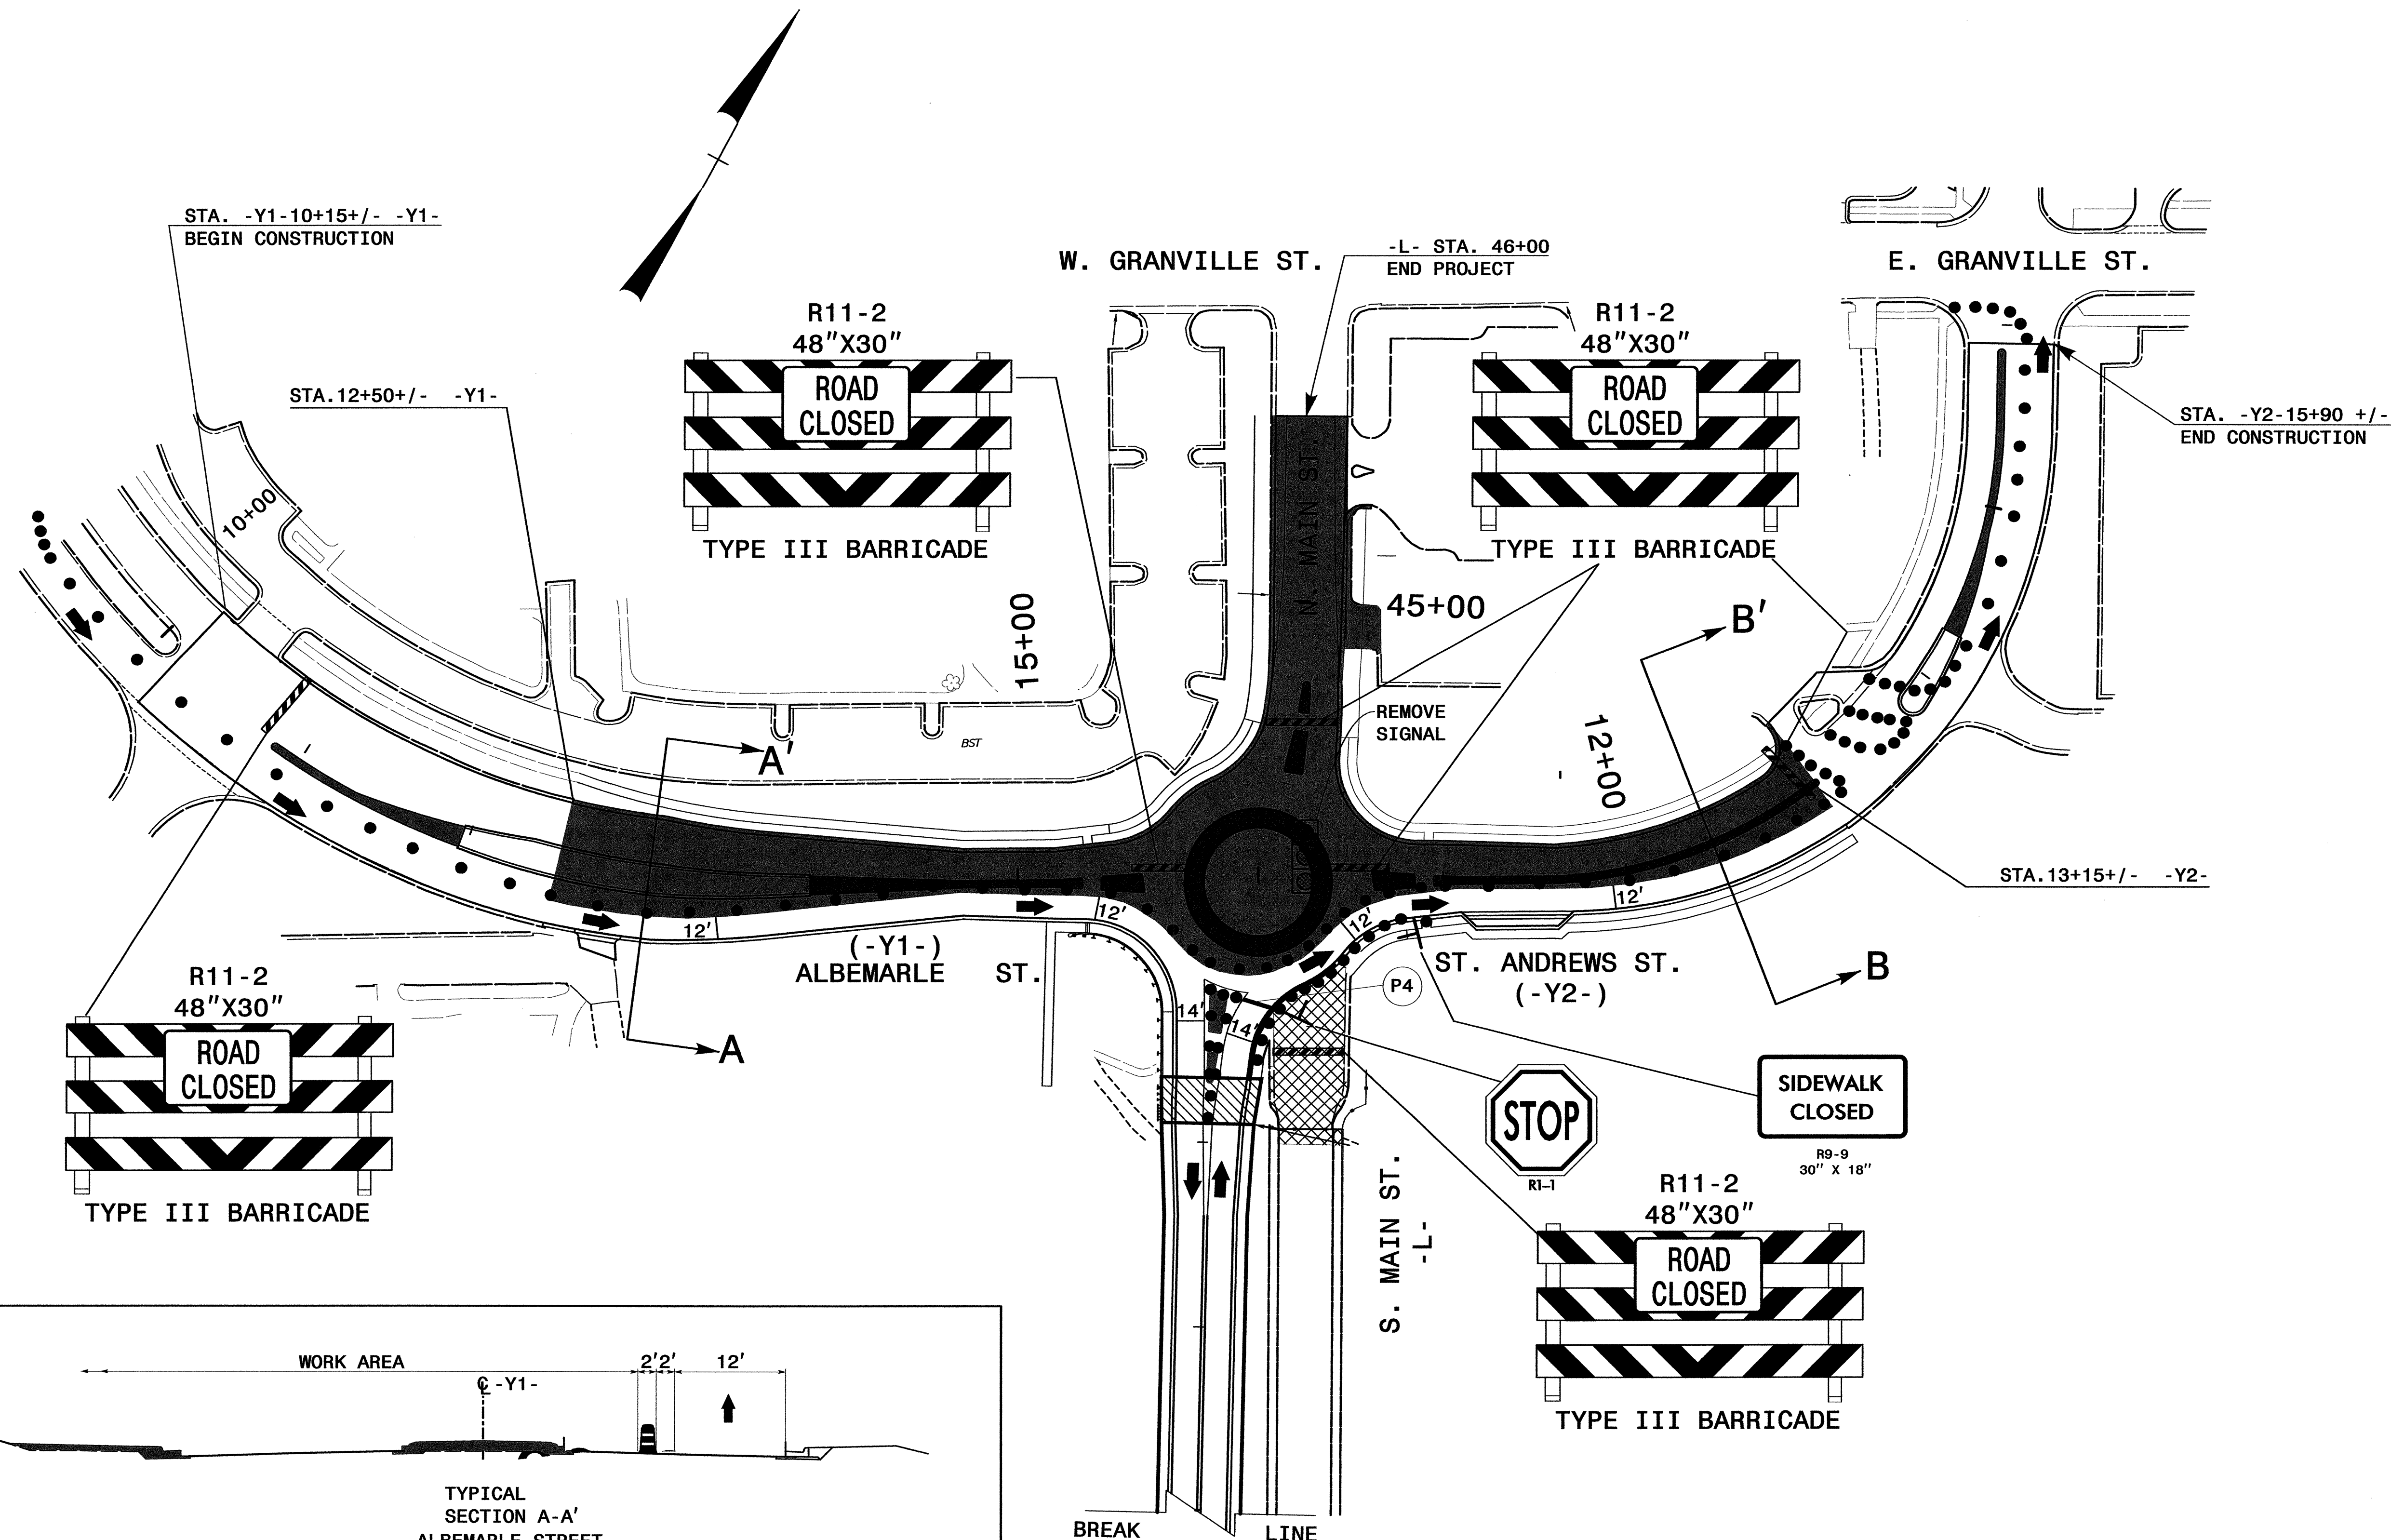 STA. -Y1-10+15+/- -Y1-
BEGIN CONSTRUCTION
W. GRANVILLE ST.
-L- STA. 46+00
END PROJECT
E. GRANVILLE ST.
R11-2
48"X30"
ROAD
CLOSED
TYPE III BARRICADE
R11-2
48"X30"
ROAD
CLOSED
TYPE III BARRICADE
STA.12+50+/- -Y1-
STA. -Y2-15+90 +/-
END CONSTRUCTION
10+00
N. MAIN ST.
15+00
45+00
B'
REMOVE
SIGNAL
12+00
A'
BST
STA.13+15+/- -Y2-
12'
12'
12'
12'
(-Y1-)
ALBEMARLE ST.
ST. ANDREWS ST.
(-Y2-)
B
P4
14'
14'
A
R11-2
48"X30"
ROAD
CLOSED
TYPE III BARRICADE
STOP
R1-1
SIDEWALK
CLOSED
R9-9
30" X 18"
S. MAIN ST.
-L-
R11-2
48"X30"
ROAD
CLOSED
TYPE III BARRICADE
WORK AREA 2'2' 12'
℄ -Y1-
TYPICAL
SECTION A-A'
ALBEMARLE STREET
BREAK LINE